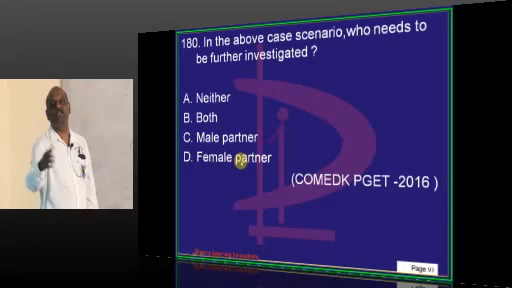 180. In the above case scenario,who needs to
be further investigated ?
A. Neither
B. Both
C. Male partner
D. Female partner
(COMEDK PGET -2016 )
Page 91